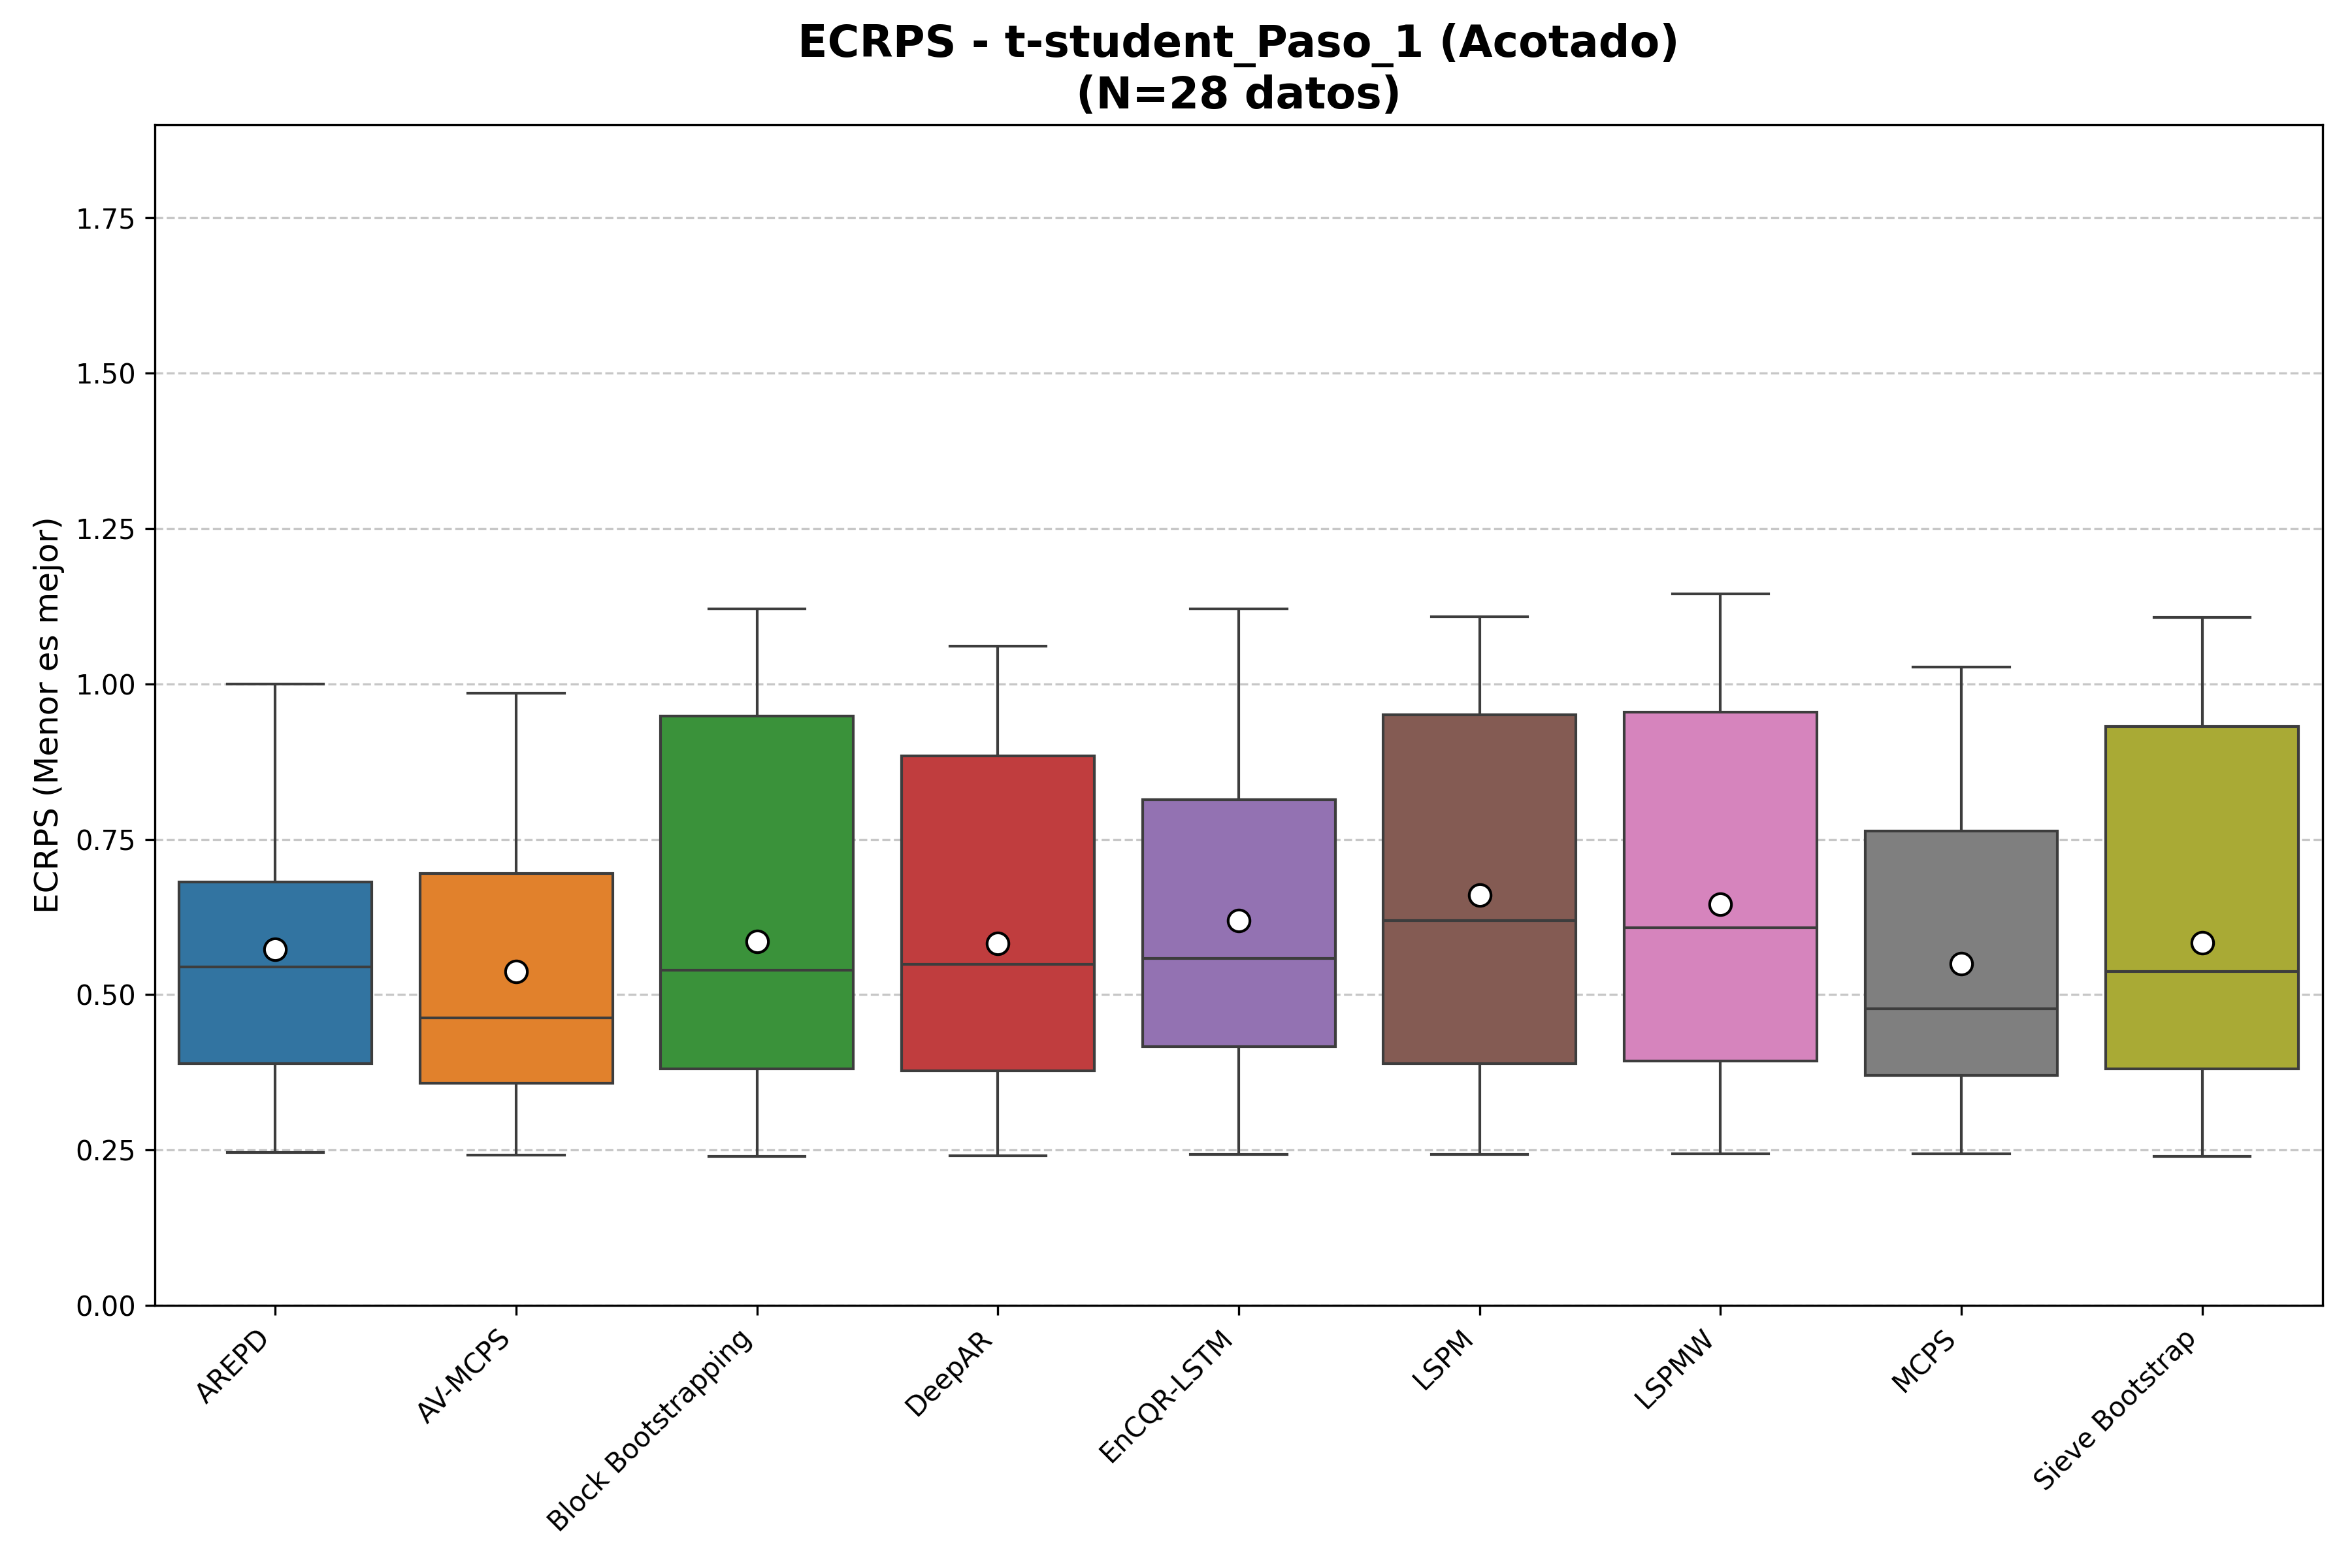 ECRPS - t-student_Paso_1 (Acotado)
(N=28 datos)
ECRPS (Menor es mejor)
1.75
1.50
1.25
1.00
0.75
0.50
0.25
0.00
AREPD
AV-MCPS
Block Bootstrapping
DeepAR
EnCQR-LSTM
LSPM
LSPMW
MCPS
Sieve Bootstrap